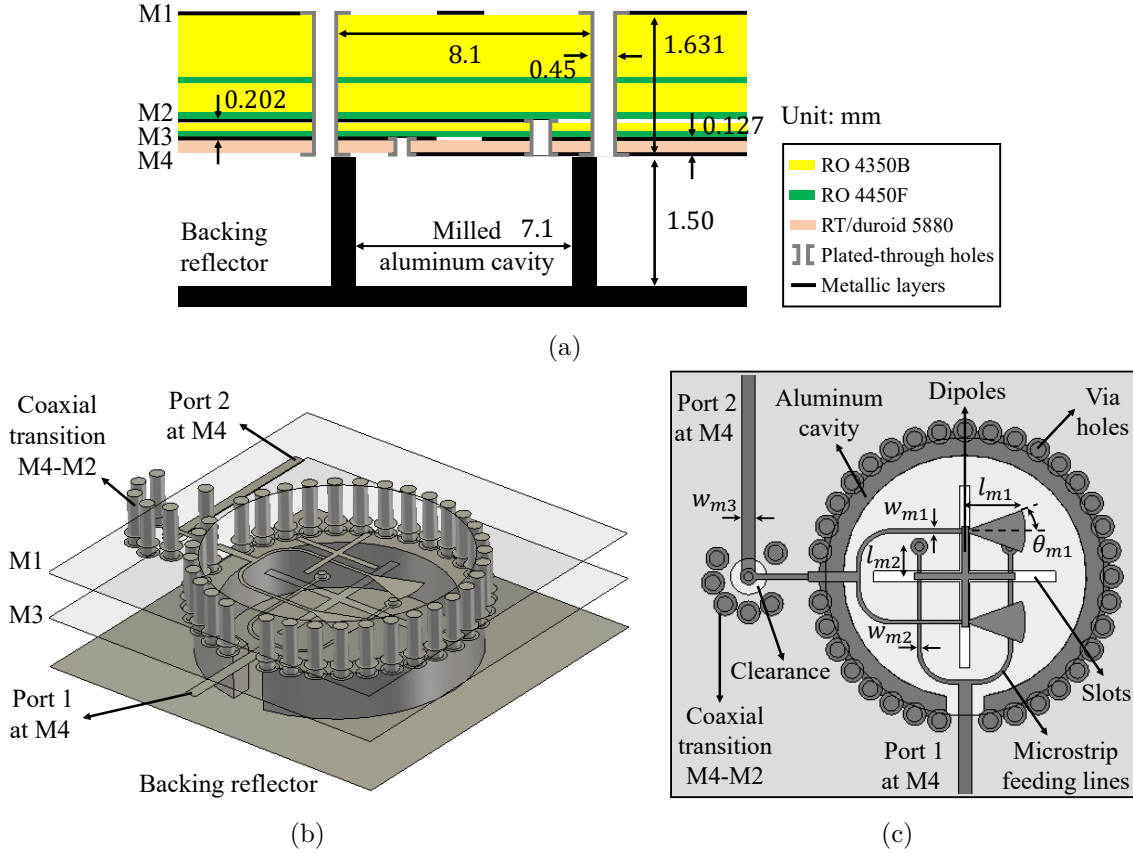 M1
8.1
1.631
0.45
0.202
M2
0.127
Unit: mm
M3
M4
Backing
reflector
Milled
aluminum cavity
7.1
1.50
RO 4350B
RO 4450F
RT/duroid 5880
Plated-through holes
Metallic layers
(a)
Coaxial
transition
M4-M2
Port 2
at M4
M1
M3
Port 1
at M4
Backing reflector
(b)
Port 2
at M4
Aluminum
cavity
Dipoles
Via
holes
w_{m3}
w_{m1}
l_{m1}
θ_{m1}
l_{m2}
w_{m2}
Clearance
Slots
Coaxial
transition
M4-M2
Port 1
at M4
Microstrip
feeding lines
(c)